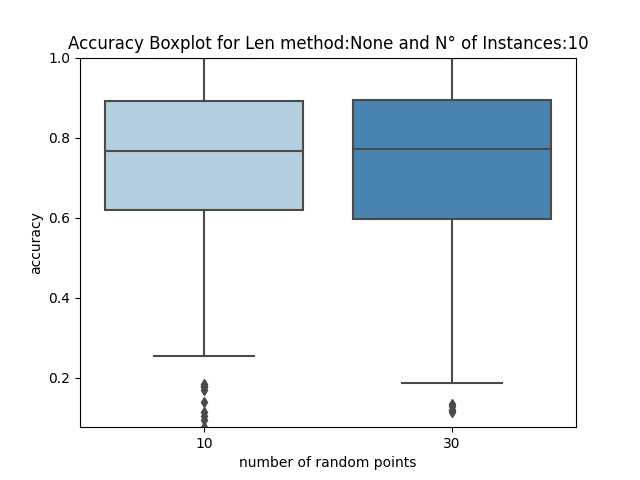 Accuracy Boxplot for Len method:None and N° of Instances:10
1.0
0.8
0.6
0.4
0.2
accuracy
10
30
number of random points